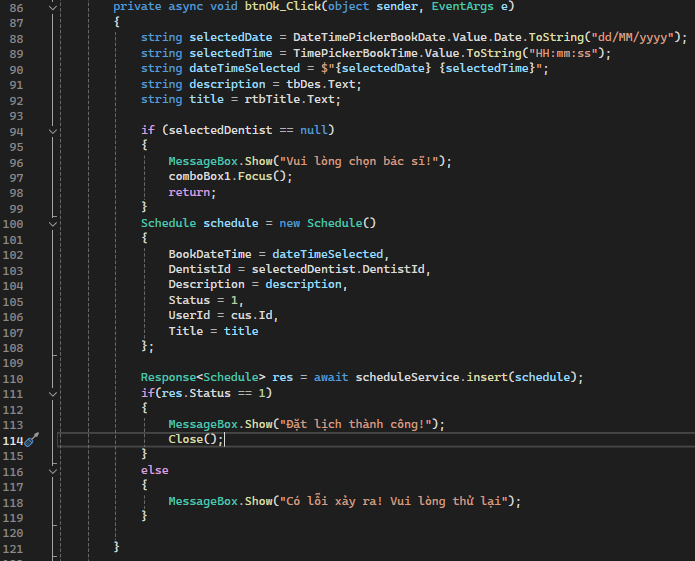 86 private async void btnOk_Click(object sender, EventArgs e)
87 {
88 string selectedDate = DateTimePickerBookDate.Value.Date.ToString("dd/MM/yyyy");
89 string selectedTime = TimePickerBookTime.Value.ToString("HH:mm:ss");
90 string dateTimeSelected = $"{selectedDate} {selectedTime}";
91 string description = tbDes.Text;
92 string title = rtbTitle.Text;
93
94 if (selectedDentist == null)
95 {
96 MessageBox.Show("Vui lòng chọn bác sĩ!");
97 comboBox1.Focus();
98 return;
99 }
100 Schedule schedule = new Schedule()
101 {
102 BookDateTime = dateTimeSelected,
103 DentistId = selectedDentist.DentistId,
104 Description = description,
105 Status = 1,
106 UserId = cus.Id,
107 Title = title
108 };
109
110 Response<Schedule> res = await scheduleService.insert(schedule);
111 if(res.Status == 1)
112 {
113 MessageBox.Show("Đặt lịch thành công!");
114 Close();
115 }
116 else
117 {
118 MessageBox.Show("Có lỗi xảy ra! Vui lòng thử lại");
119 }
120
121 }